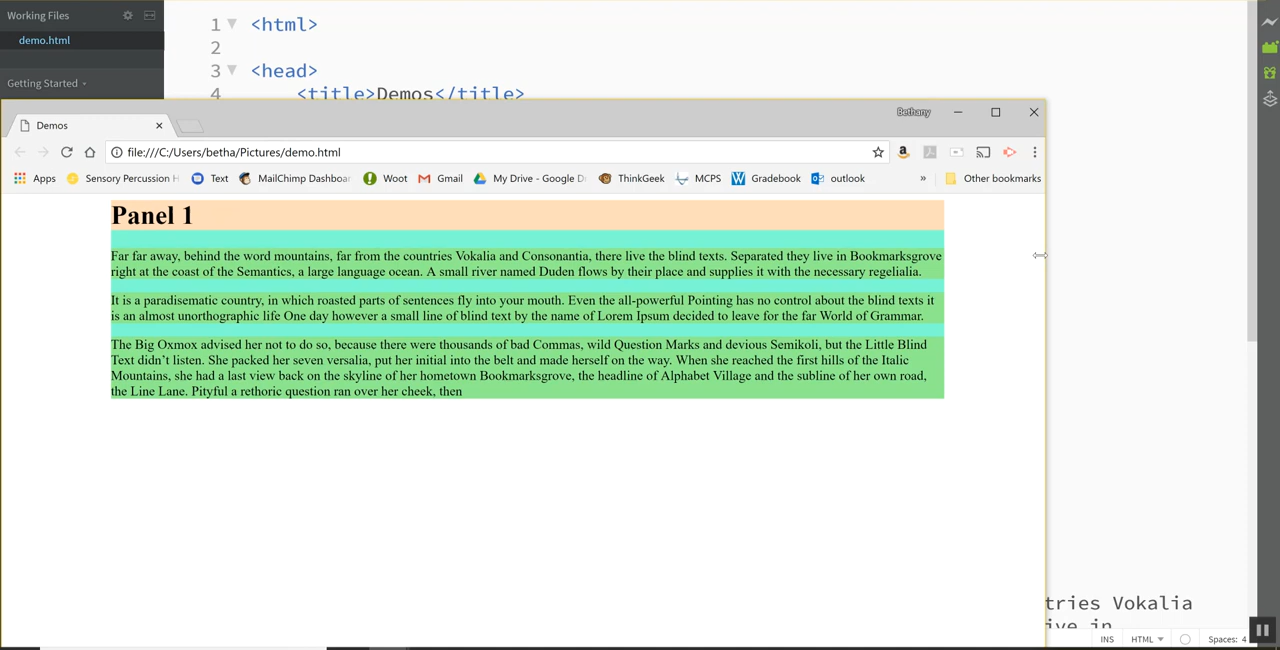 Working Files
demo.html
Getting Started
1 <html>
2
3 <head>
4 <title>Demos</title>
Demos
Bethany
file:///C:/Users/betha/Pictures/demo.html
Apps
Sensory Percussion H
Text
MailChimp Dashboar
Woot
Gmail
My Drive - Google D
ThinkGeek
MCPS
Gradebook
outlook
»
Other bookmarks
Panel 1
Far far away, behind the word mountains, far from the countries Vokalia and Consonantia, there live the blind texts. Separated they live in Bookmarksgrove
right at the coast of the Semantics, a large language ocean. A small river named Duden flows by their place and supplies it with the necessary regelialia.
It is a paradisematic country, in which roasted parts of sentences fly into your mouth. Even the all-powerful Pointing has no control about the blind texts it
is an almost unorthographic life One day however a small line of blind text by the name of Lorem Ipsum decided to leave for the far World of Grammar.
The Big Oxmox advised her not to do so, because there were thousands of bad Commas, wild Question Marks and devious Semikoli, but the Little Blind
Text didn't listen. She packed her seven versalia, put her initial into the belt and made herself on the way. When she reached the first hills of the Italic
Mountains, she had a last view back on the skyline of her hometown Bookmarksgrove, the headline of Alphabet Village and the subline of her own road,
the Line Lane. Pityful a rethoric question ran over her cheek, then
tries Vokalia
ive in
INS
HTML
Spaces: 4